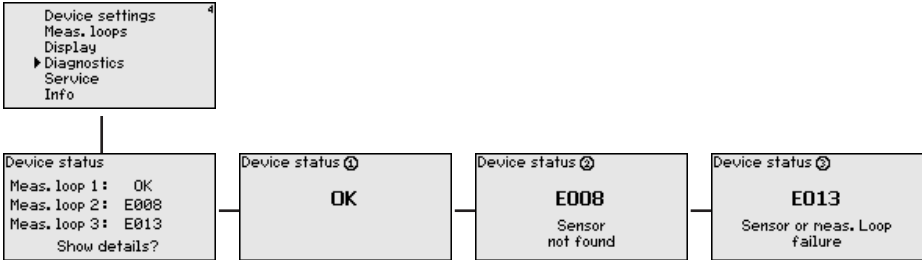 Device settings 4
Meas. loops
Display
Diagnostics
Service
Info
Device status
Meas. loop 1: OK
Meas. loop 2: E008
Meas. loop 3: E013
Show details?
Device status ①
OK
Device status ②
E008
Sensor
not found
Device status ③
E013
Sensor or meas. Loop
failure